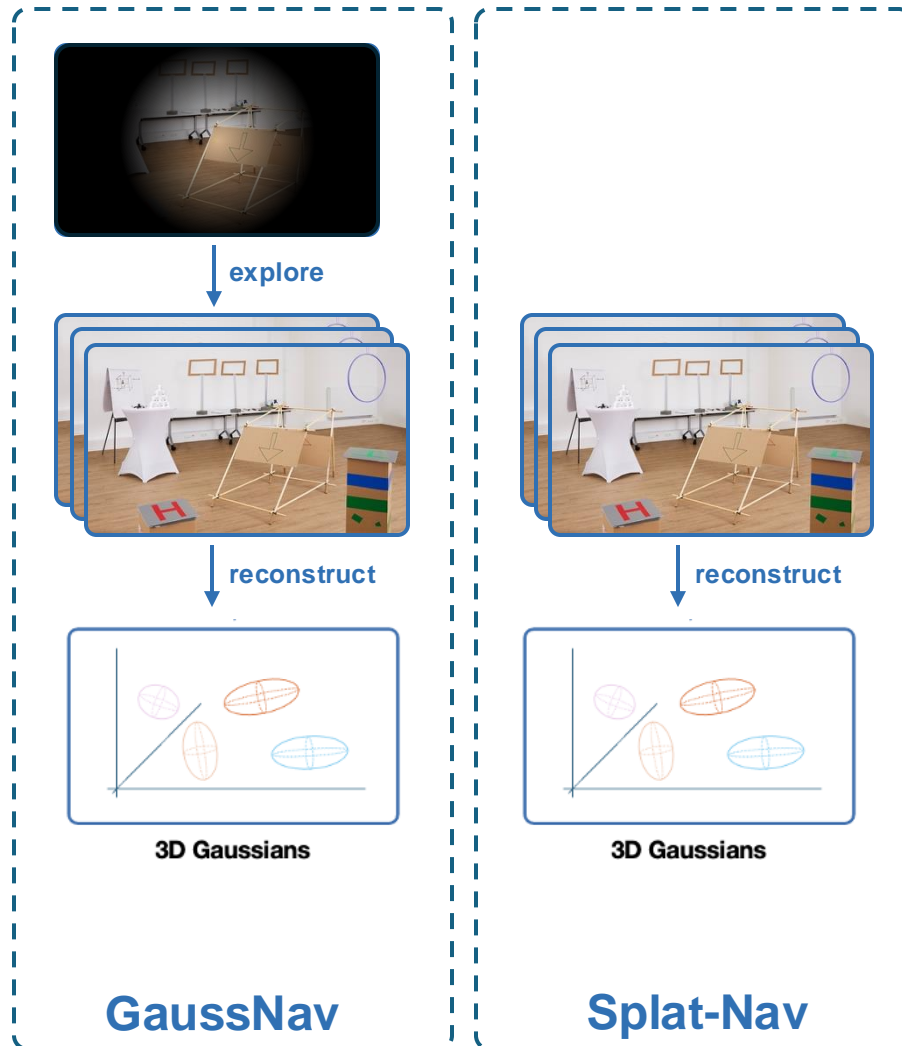 explore
H
H
reconstruct
reconstruct
3D Gaussians
3D Gaussians
GaussNav
Splat-Nav